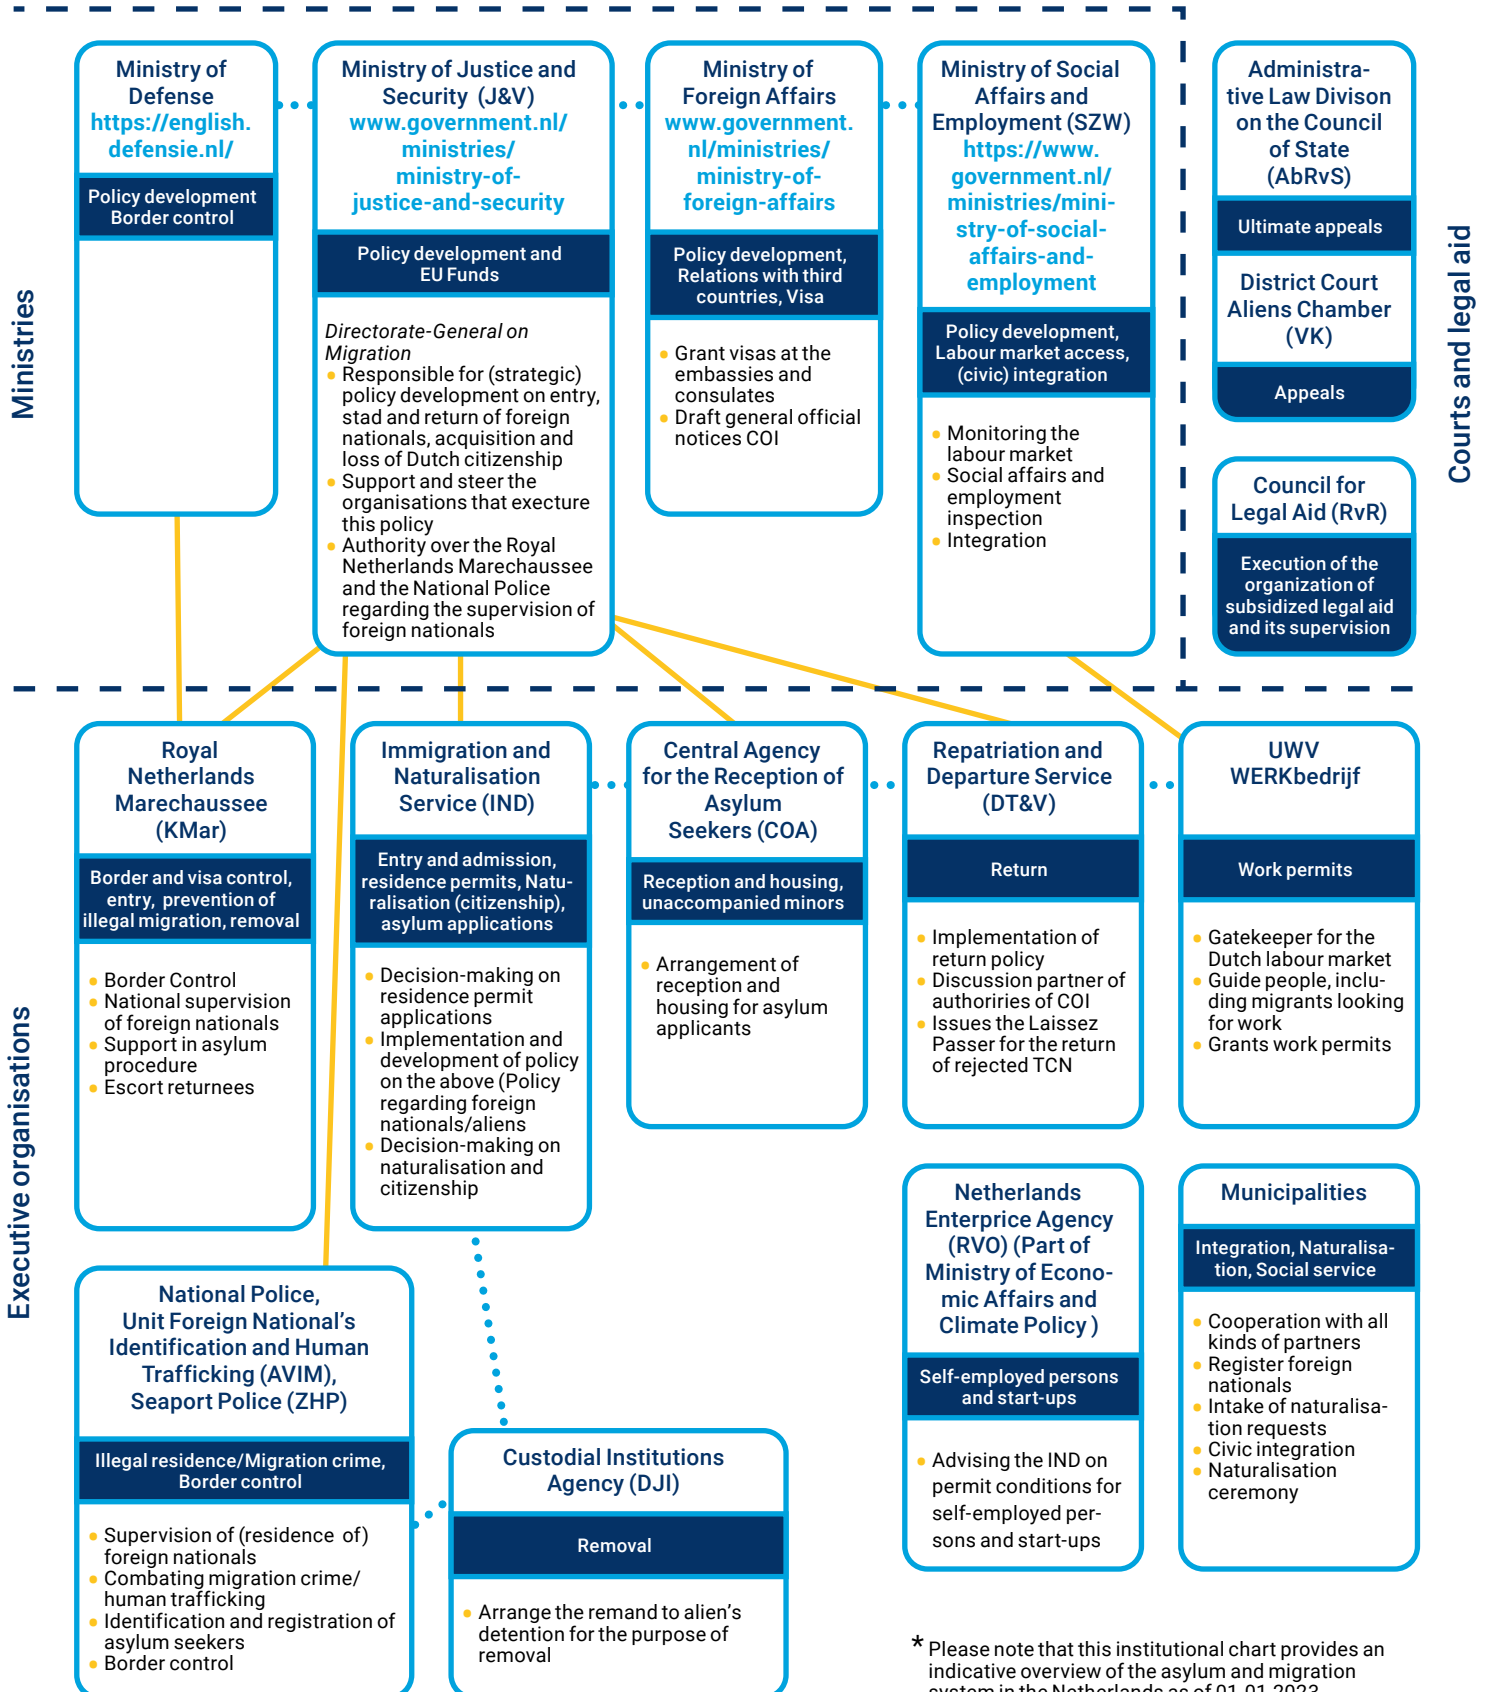 Ministries
Ministry of
Defense
https://english.
defensie.nl/
Policy development
Border control
Ministry of Justice and
Security (J&V)
www.government.nl/
ministries/
ministry-of-
justice-and-security
Policy development and
EU Funds
Directorate-General on
Migration
• Responsible for (strategic)
policy development on entry,
stad and return of foreign
nationals, acquisition and
loss of Dutch citizenship
• Support and steer the
organisations that execture
this policy
• Authority over the Royal
Netherlands Marechaussee
and the National Police
regarding the supervision of
foreign nationals
Ministry of
Foreign Affairs
www.government.
nl/ministries/
ministry-of-
foreign-affairs
Policy development,
Relations with third
countries, Visa
• Grant visas at the
embassies and
consulates
• Draft general official
notices COI
Ministry of Social
Affairs and
Employment (SZW)
https://www.
government.nl/
ministries/mini-
stry-of-social-
affairs-and-
employment
Policy development,
Labour market access,
(civic) integration
• Monitoring the
labour market
• Social affairs and
employment
inspection
• Integration
Courts and legal aid
Administra-
tive Law Divison
on the Council
of State
(AbRvS)
Ultimate appeals
District Court
Aliens Chamber
(VK)
Appeals
Council for
Legal Aid (RvR)
Execution of the
organization of
subsidized legal aid
and its supervision
Executive organisations
Royal
Netherlands
Marechaussee
(KMar)
Border and visa control,
entry, prevention of
illegal migration, removal
• Border Control
• National supervision
of foreign nationals
• Support in asylum
procedure
• Escort returnees
Immigration and
Naturalisation
Service (IND)
Entry and admission,
residence permits, Natu-
ralisation (citizenship),
asylum applications
• Decision-making on
residence permit
applications
• Implementation and
development of policy
on the above (Policy
regarding foreign
nationals/aliens
• Decision-making on
naturalisation and
citizenship
Central Agency
for the Reception of
Asylum
Seekers (COA)
Reception and housing,
unaccompanied minors
• Arrangement of
reception and
housing for asylum
applicants
Repatriation and
Departure Service
(DT&V)
Return
• Implementation of
return policy
• Discussion partner of
authoriries of COI
• Issues the Laissez
Passer for the return
of rejected TCN
UWV
WERKbedrijf
Work permits
• Gatekeeper for the
Dutch labour market
• Guide people, inclu-
ding migrants looking
for work
• Grants work permits
National Police,
Unit Foreign National’s
Identification and Human
Trafficking (AVIM),
Seaport Police (ZHP)
Illegal residence/Migration crime,
Border control
• Supervision of (residence of)
foreign nationals
• Combating migration crime/
human trafficking
• Identification and registration of
asylum seekers
• Border control
Custodial Institutions
Agency (DJI)
Removal
• Arrange the remand to alien’s
detention for the purpose of
removal
Netherlands
Enterprice Agency
(RVO) (Part of
Ministry of Econo-
mic Affairs and
Climate Policy )
Self-employed persons
and start-ups
• Advising the IND on
permit conditions for
self-employed per-
sons and start-ups
Municipalities
Integration, Naturalisa-
tion, Social service
• Cooperation with all
kinds of partners
• Register foreign
nationals
• Intake of naturalisa-
tion requests
• Civic integration
• Naturalisation
ceremony
* Please note that this institutional chart provides an
indicative overview of the asylum and migration
system in the Netherlands as of 01-01-2023